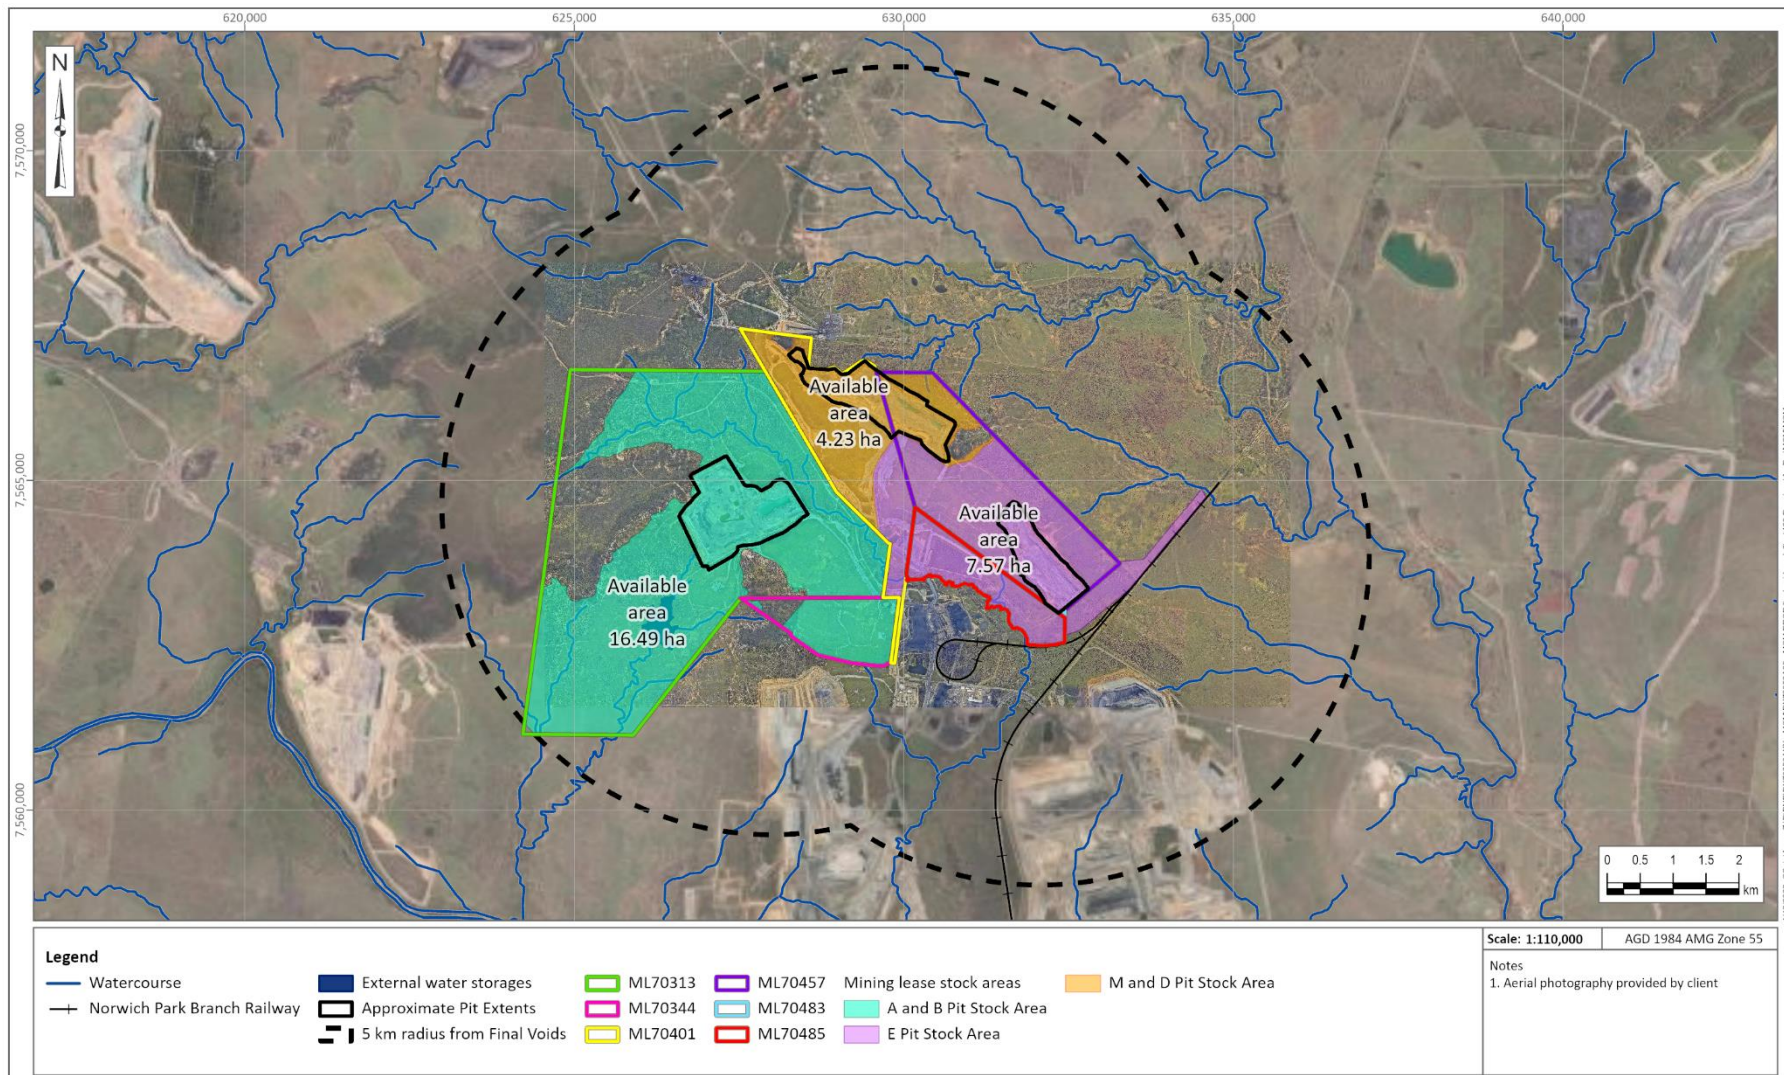 620,000
625,000
630,000
635,000
640,000
N
7,570,000
7,565,000
7,560,000
Available
area
4.23 ha
Available
area
7.57 ha
Available
area
16.49 ha
0 0.5 1 1.5 2
km
Legend
Watercourse
Norwich Park Branch Railway
External water storages
Approximate Pit Extents
5 km radius from Final Voids
ML70313
ML70344
ML70401
ML70457
ML70483
ML70485
Mining lease stock areas
A and B Pit Stock Area
E Pit Stock Area
M and D Pit Stock Area
Scale: 1:110,000
AGD 1984 AMG Zone 55
Notes
1. Aerial photography provided by client